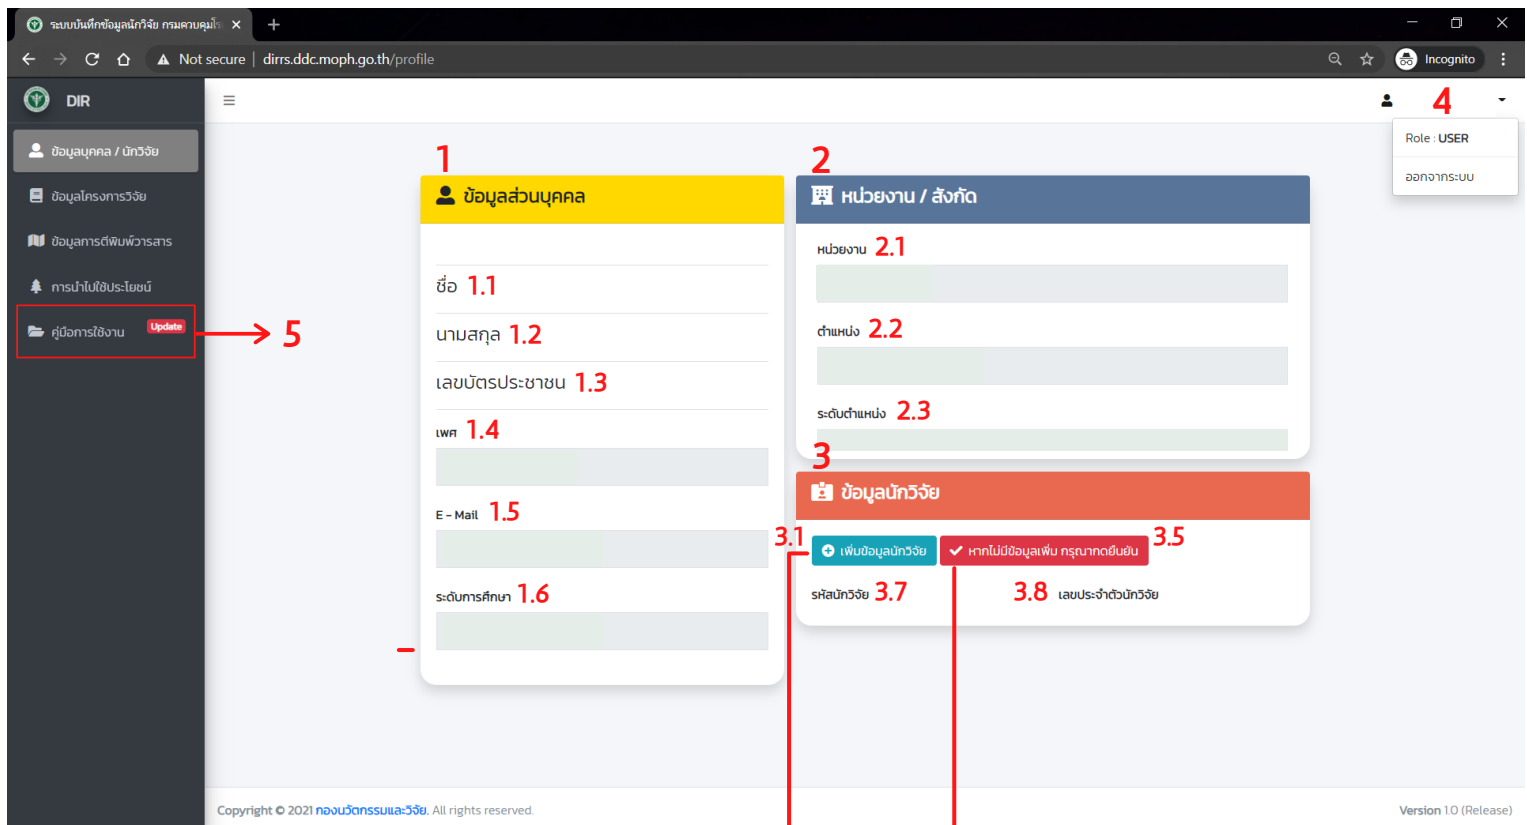 ระบบบันทึกข้อมูลนักวิจัย กรมควบคุมโร
Not secure | dirrs.ddc.moph.go.th/profile
Incognito
DIR
4
Role : USER
ออกจากระบบ
ข้อมูลบุคคล / นักวิจัย
ข้อมูลโครงการวิจัย
ข้อมูลการตีพิมพ์วารสาร
การนำไปใช้ประโยชน์
คู่มือการใช้งาน Update
5
1
ข้อมูลส่วนบุคคล
ชื่อ 1.1
นามสกุล 1.2
เลขบัตรประชาชน 1.3
เพศ 1.4
E - Mail 1.5
ระดับการศึกษา 1.6
2
หน่วยงาน / สังกัด
หน่วยงาน 2.1
ตำแหน่ง 2.2
ระดับตำแหน่ง 2.3
3
ข้อมูลนักวิจัย
3.1 เพิ่มข้อมูลนักวิจัย หากไม่มีข้อมูลเพิ่ม กรุณากดยืนยัน 3.5
รหัสนักวิจัย 3.7 3.8 เลขประจำตัวนักวิจัย
Copyright © 2021 กองนวัตกรรมและวิจัย. All rights reserved.
Version 1.0 (Release)